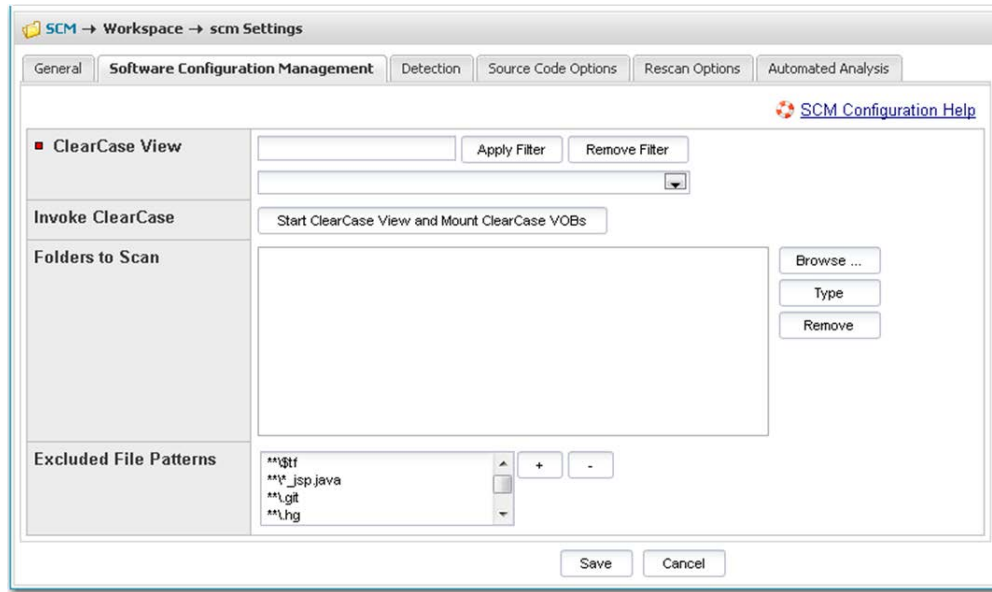 SCM → Workspace → scm Settings
General Software Configuration Management Detection Source Code Options Rescan Options Automated Analysis
SCM Configuration Help
ClearCase View Apply Filter Remove Filter
Invoke ClearCase Start ClearCase View and Mount ClearCase VOBs
Folders to Scan Browse ...
Type
Remove
Excluded File Patterns + -
**\$tf
**\*_jsp.java
**\.git
**\.hg
Save Cancel